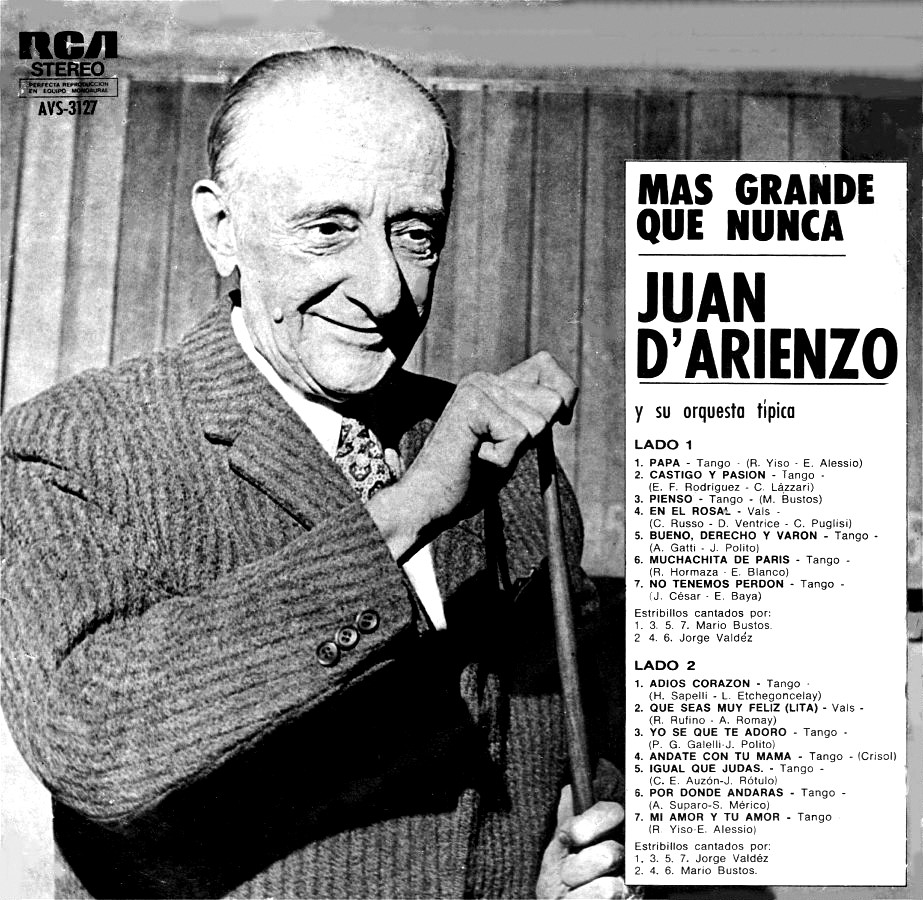 RCA
STEREO
PERFECTA REPRODUCCION
EN EQUIPO MONOAURAL
AVS-3127
MAS GRANDE
QUE NUNCA
JUAN
D'ARIENZO
y su orquesta típica
LADO 1
1. PAPA - Tango - (R. Yiso - E. Alessio)
2. CASTIGO Y PASION - Tango -
(E. F. Rodríguez - C. Lázzari)
3. PIENSO - Tango - (M. Bustos)
4. EN EL ROSAL - Vals -
(C. Russo - D. Ventrice - C. Puglisi)
5. BUENO, DERECHO Y VARON - Tango -
(A. Gatti - J. Polito)
6. MUCHACHITA DE PARIS - Tango -
(R. Hormaza - E. Blanco)
7. NO TENEMOS PERDON - Tango -
(J. César - E. Baya)
Estribillos cantados por:
1. 3. 5. 7. Mario Bustos.
2 4. 6. Jorge Valdéz
LADO 2
1. ADIOS CORAZON - Tango -
(H. Sapelli - L. Etchegoncelay)
2. QUE SEAS MUY FELIZ (LITA) - Vals -
(R. Rufino - A. Romay)
3. YO SE QUE TE ADORO - Tango -
(P. G. Galelli-J. Polito)
4. ANDATE CON TU MAMA - Tango - (Crisol)
5. IGUAL QUE JUDAS. - Tango -
(C. E. Auzón-J. Rótulo)
6. POR DONDE ANDARAS - Tango -
(A. Suparo-S. Mérico)
7. MI AMOR Y TU AMOR - Tango
(R. Yiso-E. Alessio)
Estribillos cantados por:
1. 3. 5. 7. Jorge Valdéz
2. 4. 6. Mario Bustos.